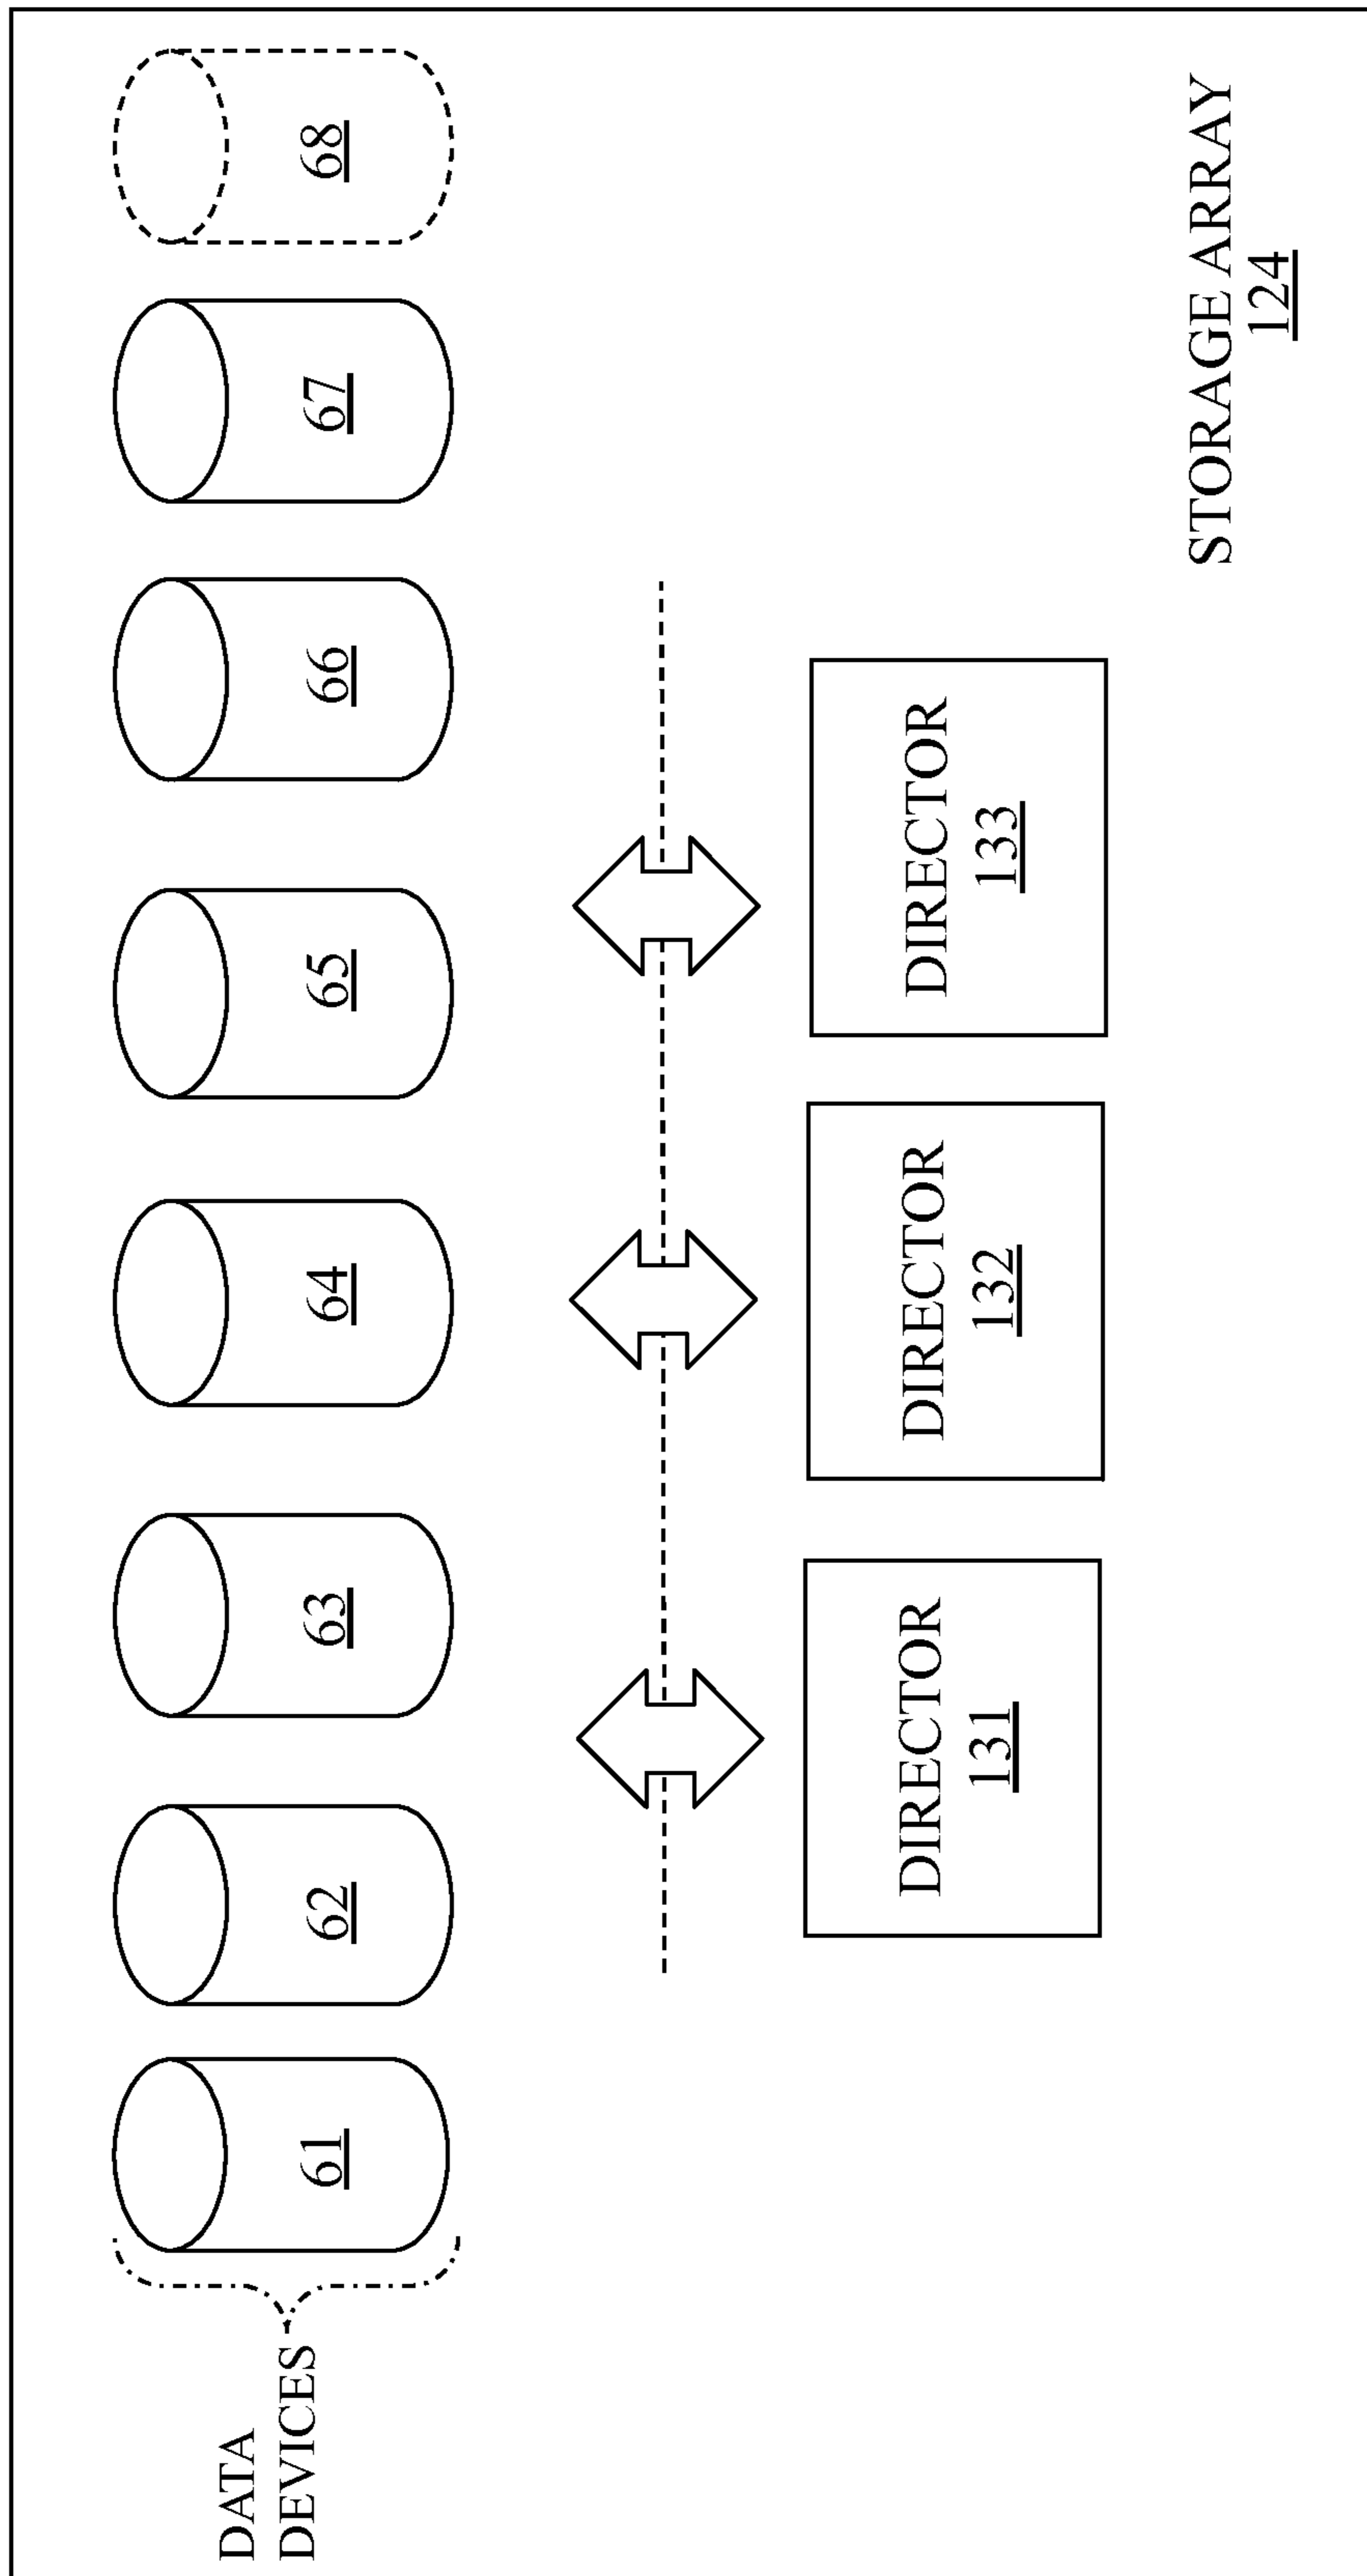 DATA
DEVICES
61
62
63
64
65
66
67
68
DIRECTOR
131
DIRECTOR
132
DIRECTOR
133
STORAGE ARRAY
124